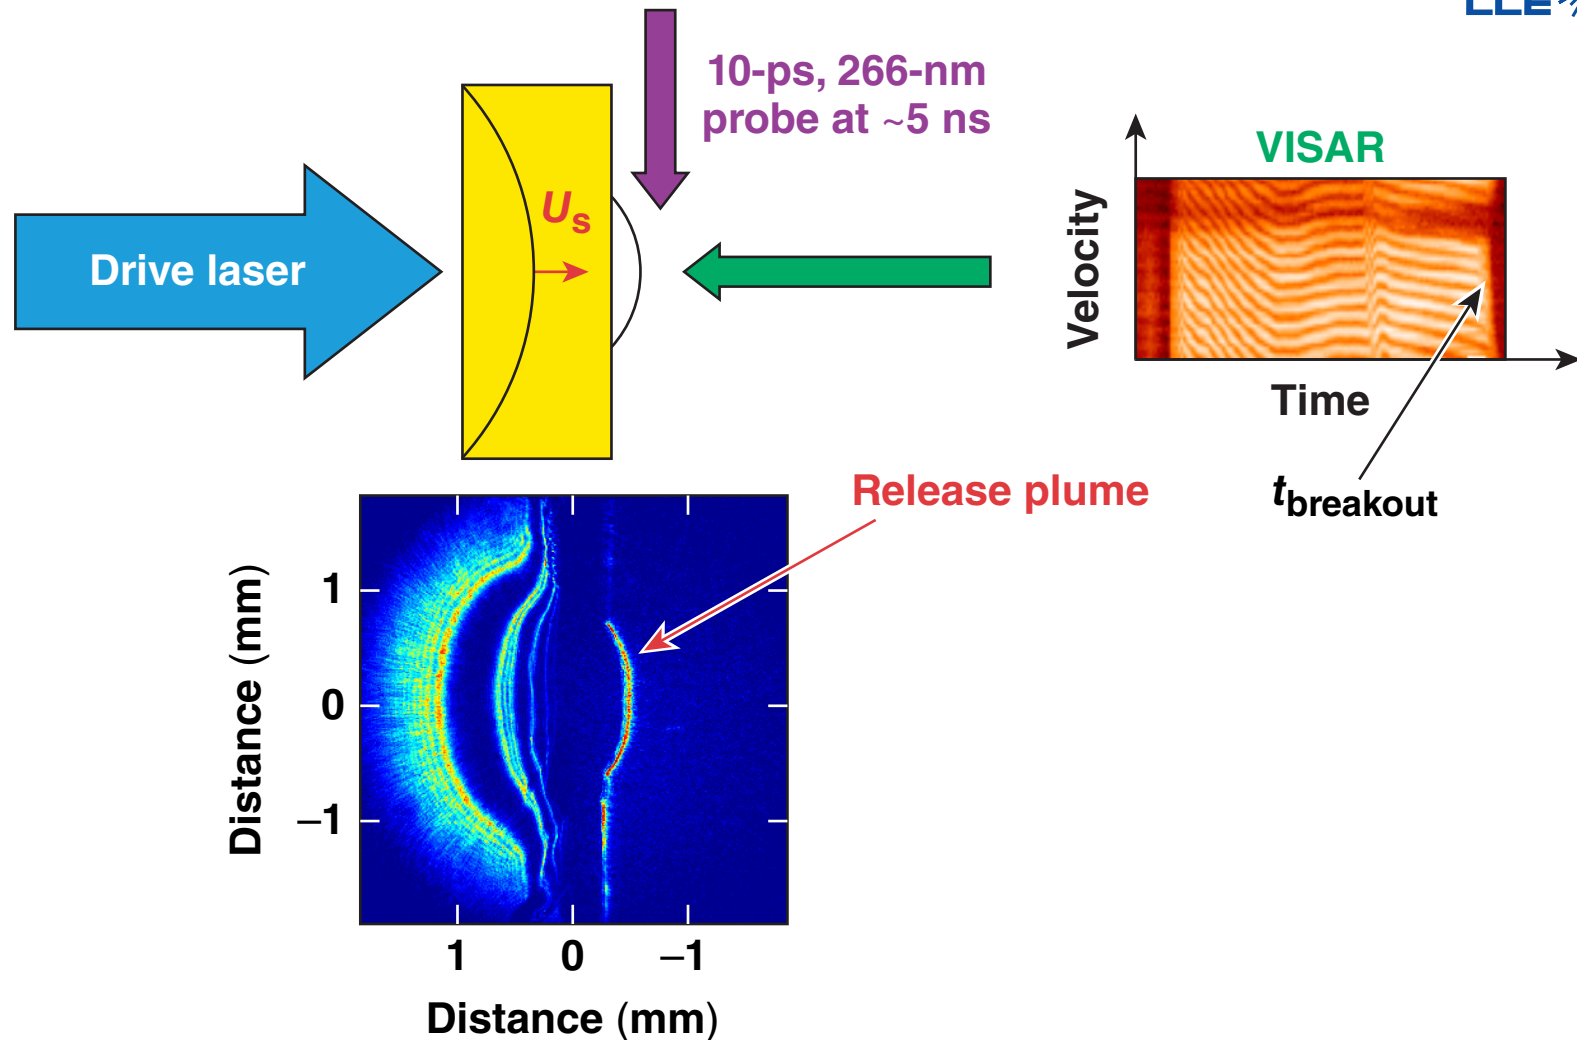 LLE
10-ps, 266-nm
probe at ~5 ns
VISAR
Velocity
Time
Drive laser
Us
tbreakout
Release plume
Distance (mm)
1
0
–1
1
0
–1
Distance (mm)